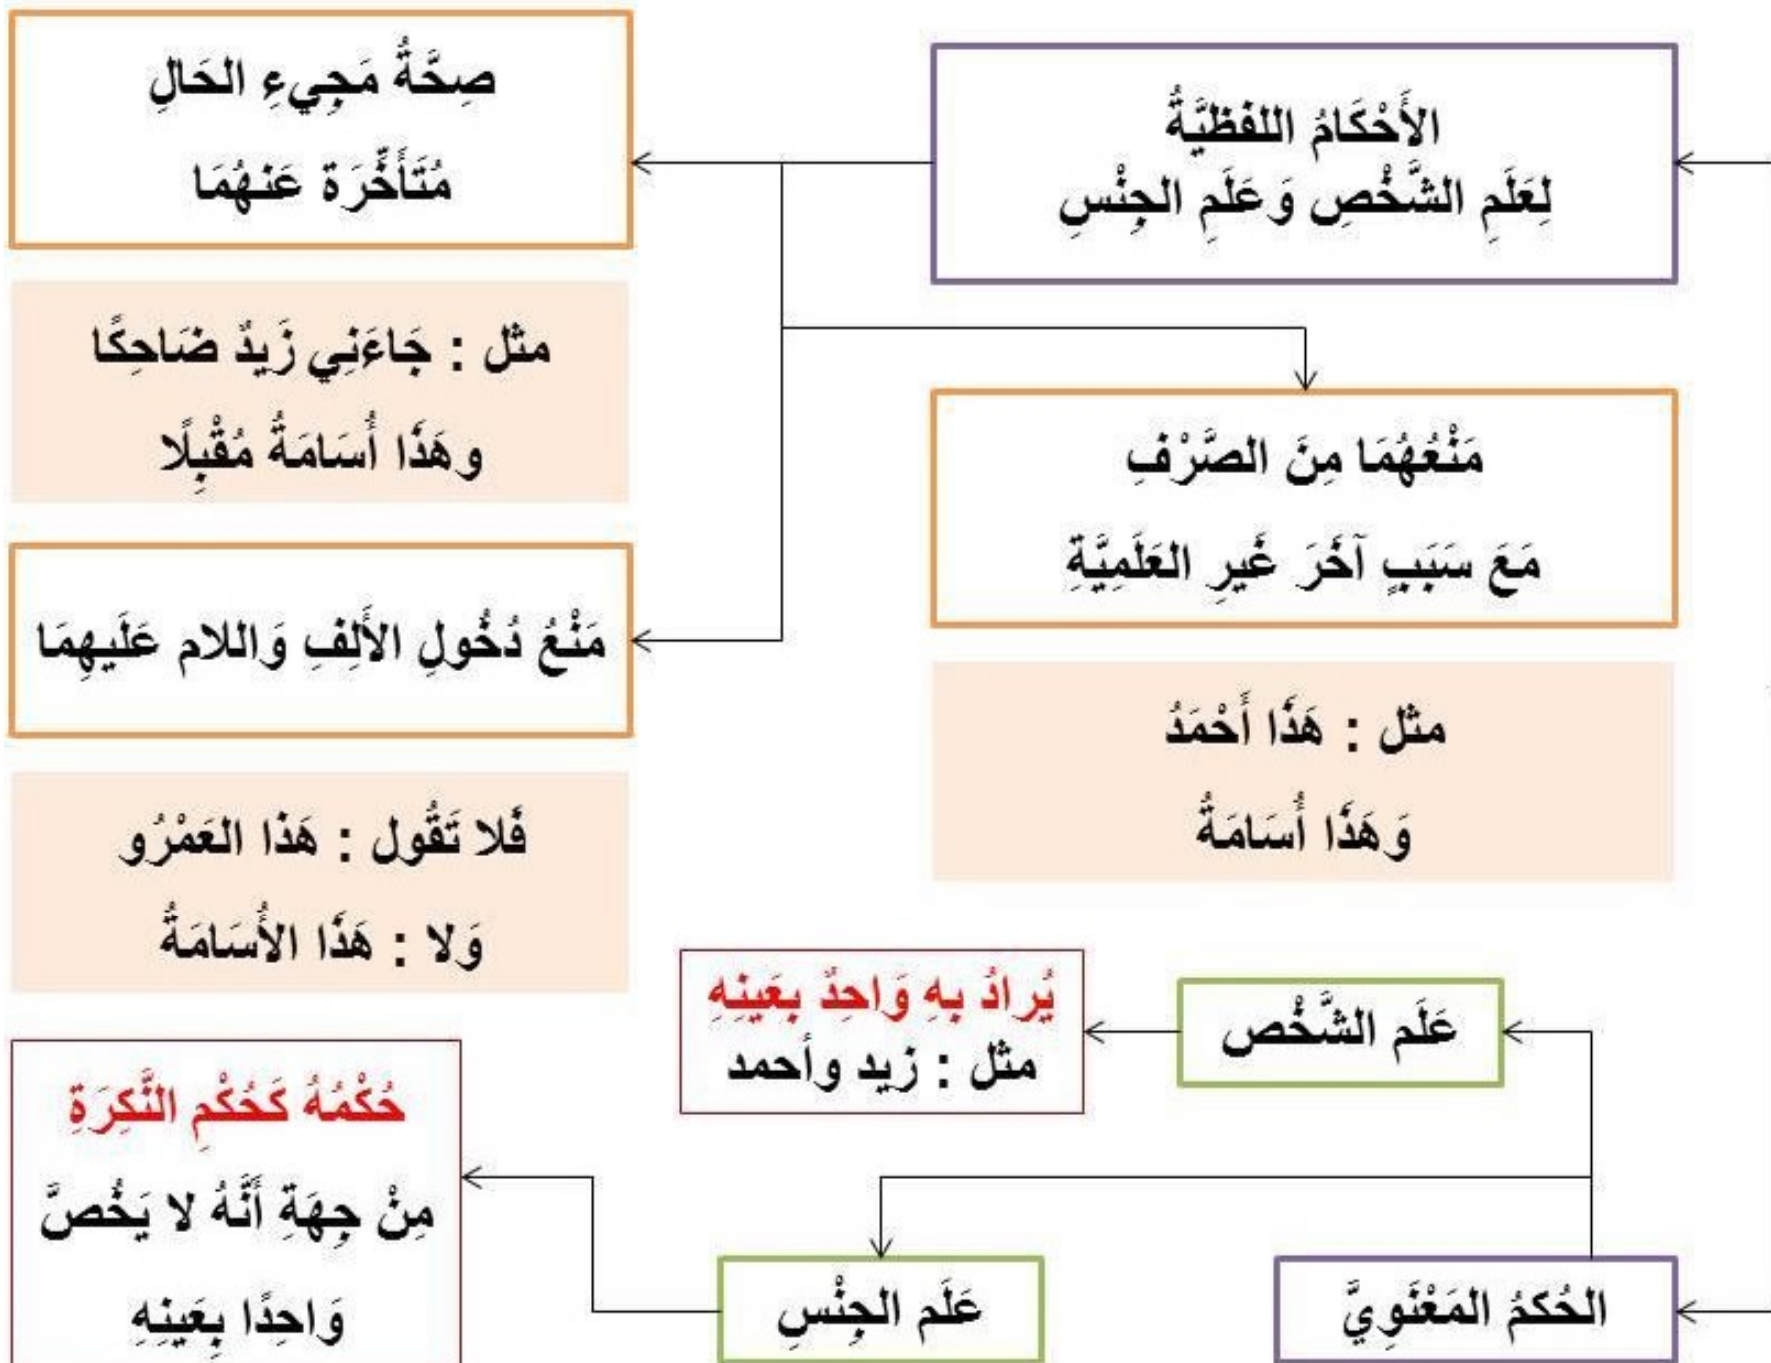 الأَحْكَامُ اللفظيَّةُ
لِعَلَمِ الشَّخْصِ وَعَلَمِ الجِنْسِ
صِحَّةُ مَجِيءِ الحَالِ
مُتَأَخِّرَة عَنهُمَا
مثل : جَاءَنِي زَيدٌ ضَاحِكًا
وهَذَا أُسَامَةُ مُقْبِلًا
مَنْعُهُمَا مِنَ الصَّرْفِ
مَعَ سَبَبٍ آخَرَ غَيرِ العَلَمِيَّةِ
مثل : هَذَا أَحْمَدُ
وَهَذَا أُسَامَةُ
مَنْعُ دُخُولِ الأَلِفِ وَاللام عَلَيهِمَا
فَلا تَقُول : هَذا العَمْرُو
وَلا : هَذَا الأُسَامَةُ
الحُكمُ المَعْنَوِيَّ
عَلَم الشَّخْص
يُرادُ بِهِ وَاحِدٌ بِعَينِهِ
مثل : زيد وأحمد
عَلَم الجِنْسِ
حُكْمُهُ كَحُكْمِ النَّكِرَةِ
مِنْ جِهَةِ أَنَّهُ لا يَخُصَّ
وَاحِدًا بِعَينِهِ